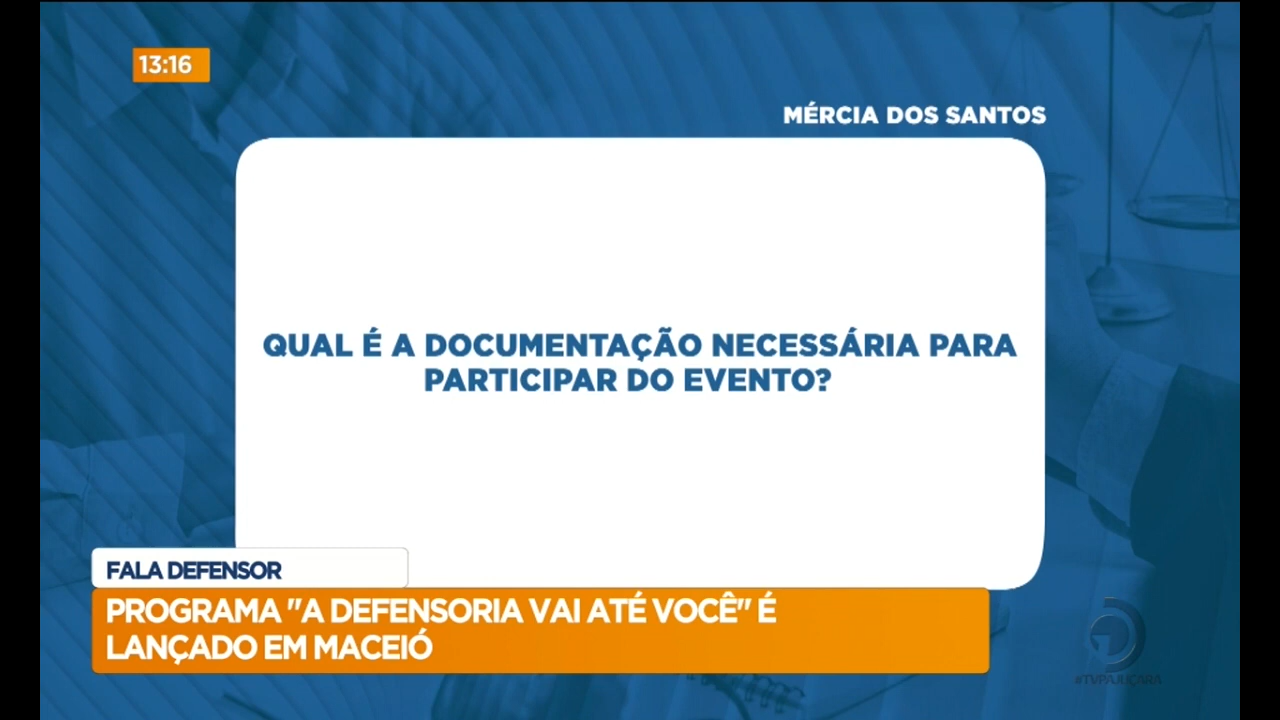 13:16
MÉRCIA DOS SANTOS
QUAL É A DOCUMENTAÇÃO NECESSÁRIA PARA
PARTICIPAR DO EVENTO?
FALA DEFENSOR
PROGRAMA "A DEFENSORIA VAI ATÉ VOCÊ" É
LANÇADO EM MACEIÓ
#TVPAJUÇARA